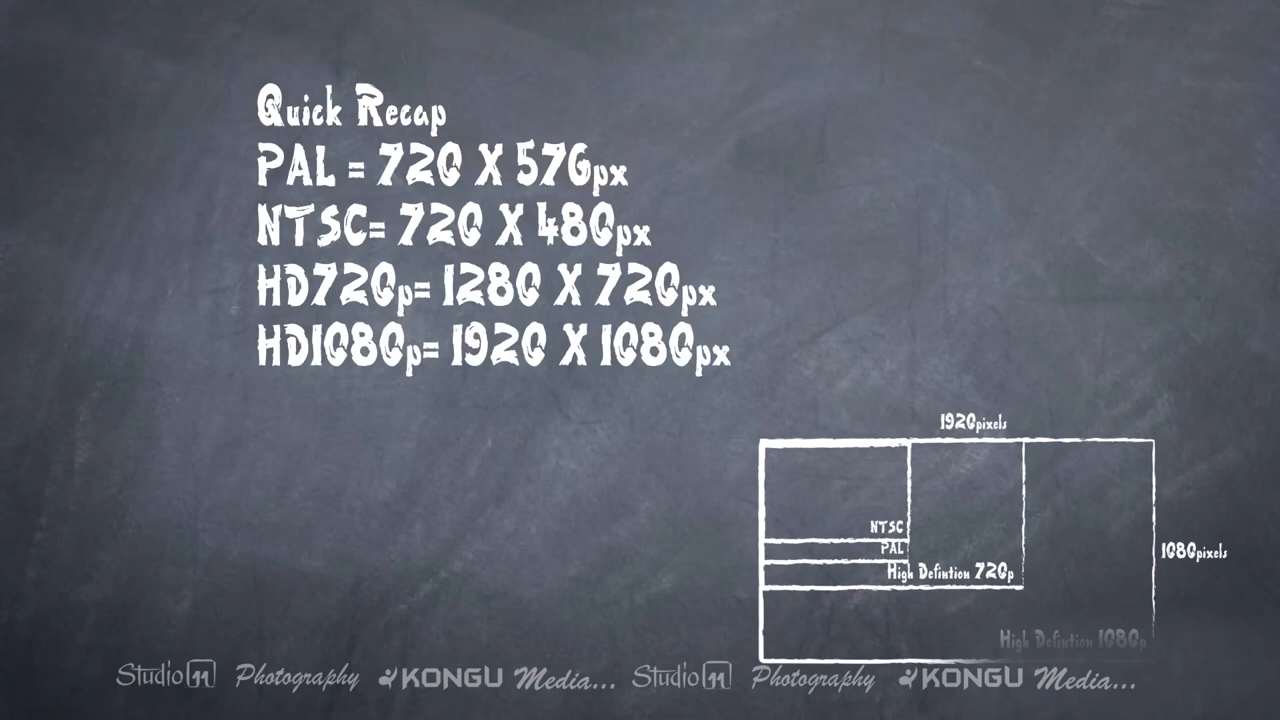 Quick Recap
PAL = 720 X 576px
NTSC= 720 X 480px
HD720p= 1280 X 720px
HD1080p= 1920 X 1080px
1920pixels
NTSC
PAL
High Defintion 720p
1080pixels
High Defintion 1080p
Studio 11 Photography KONGU Media... Studio 11 Photography KONGU Media...